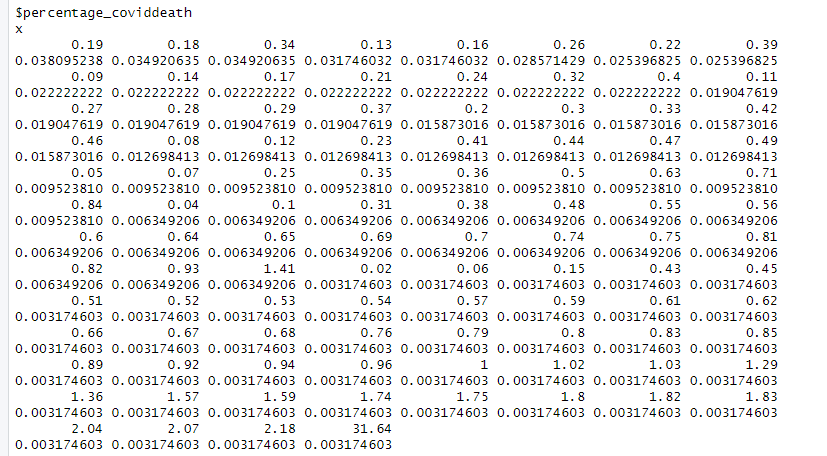 $percentage_coviddeath
x
0.19 0.18 0.34 0.13 0.16 0.26 0.22 0.39
0.038095238 0.034920635 0.034920635 0.031746032 0.031746032 0.028571429 0.025396825 0.025396825
0.09 0.14 0.17 0.21 0.24 0.32 0.4 0.11
0.022222222 0.022222222 0.022222222 0.022222222 0.022222222 0.022222222 0.022222222 0.019047619
0.27 0.28 0.29 0.37 0.2 0.3 0.33 0.42
0.019047619 0.019047619 0.019047619 0.019047619 0.015873016 0.015873016 0.015873016 0.015873016
0.46 0.08 0.12 0.23 0.41 0.44 0.47 0.49
0.015873016 0.012698413 0.012698413 0.012698413 0.012698413 0.012698413 0.012698413 0.012698413
0.05 0.07 0.25 0.35 0.36 0.5 0.63 0.71
0.009523810 0.009523810 0.009523810 0.009523810 0.009523810 0.009523810 0.009523810 0.009523810
0.84 0.04 0.1 0.31 0.38 0.48 0.55 0.56
0.009523810 0.006349206 0.006349206 0.006349206 0.006349206 0.006349206 0.006349206 0.006349206
0.6 0.64 0.65 0.69 0.7 0.74 0.75 0.81
0.006349206 0.006349206 0.006349206 0.006349206 0.006349206 0.006349206 0.006349206 0.006349206
0.82 0.93 1.41 0.02 0.06 0.15 0.43 0.45
0.006349206 0.006349206 0.006349206 0.003174603 0.003174603 0.003174603 0.003174603 0.003174603
0.51 0.52 0.53 0.54 0.57 0.59 0.61 0.62
0.003174603 0.003174603 0.003174603 0.003174603 0.003174603 0.003174603 0.003174603 0.003174603
0.66 0.67 0.68 0.76 0.79 0.8 0.83 0.85
0.003174603 0.003174603 0.003174603 0.003174603 0.003174603 0.003174603 0.003174603 0.003174603
0.89 0.92 0.94 0.96 1 1.02 1.03 1.29
0.003174603 0.003174603 0.003174603 0.003174603 0.003174603 0.003174603 0.003174603 0.003174603
1.36 1.57 1.59 1.74 1.75 1.8 1.82 1.83
0.003174603 0.003174603 0.003174603 0.003174603 0.003174603 0.003174603 0.003174603 0.003174603
2.04 2.07 2.18 31.64
0.003174603 0.003174603 0.003174603 0.003174603